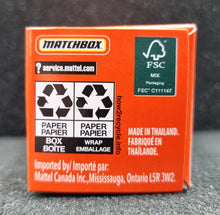 MATCHBOX
service.mattel.com
FSC
MIX
Packaging
FSC® C111147
PAPER
PAPIER
BOX
BOÎTE
PAPER
PAPIER
WRAP
EMBALLAGE
how2recycle.info
MADE IN THAILAND.
FABRIQUÉ EN
THAÏLANDE.
Imported by/ Importé par:
Mattel Canada Inc.,Mississauga, Ontario L5R 3W2.